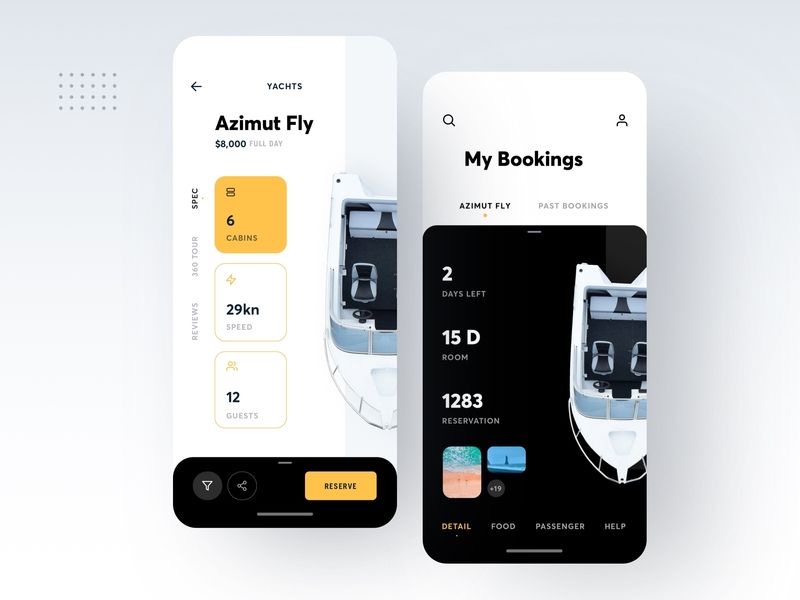 YACHTS
Azimut Fly
$8,000 FULL DAY
SPEC
360 TOUR
REVIEWS
6
CABINS
29kn
SPEED
12
GUESTS
RESERVE
My Bookings
AZIMUT FLY PAST BOOKINGS
2
DAYS LEFT
15 D
ROOM
1283
RESERVATION
+19
DETAIL FOOD PASSENGER HELP